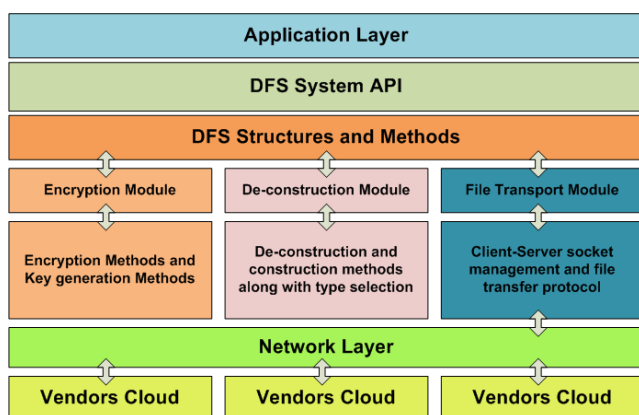 Application Layer
DFS System API
DFS Structures and Methods
Encryption Module
De-construction Module
File Transport Module
Encryption Methods and
Key generation Methods
De-construction and
construction methods
along with type selection
Client-Server socket
management and file
transfer protocol
Network Layer
Vendors Cloud
Vendors Cloud
Vendors Cloud